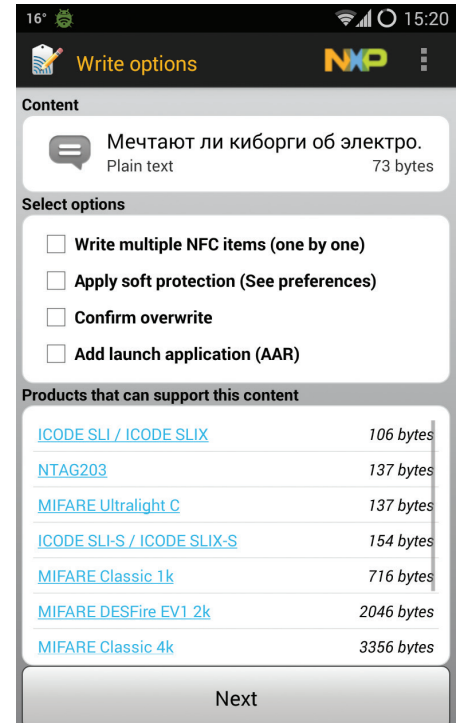 16° 15:20
Write options NXP
Content
Мечтают ли киборги об электро.
Plain text 73 bytes
Select options
Write multiple NFC items (one by one)
Apply soft protection (See preferences)
Confirm overwrite
Add launch application (AAR)
Products that can support this content
ICODE SLI / ICODE SLIX 106 bytes
NTAG203 137 bytes
MIFARE Ultralight C 137 bytes
ICODE SLI-S / ICODE SLIX-S 154 bytes
MIFARE Classic 1k 716 bytes
MIFARE DESFire EV1 2k 2046 bytes
MIFARE Classic 4k 3356 bytes
Next